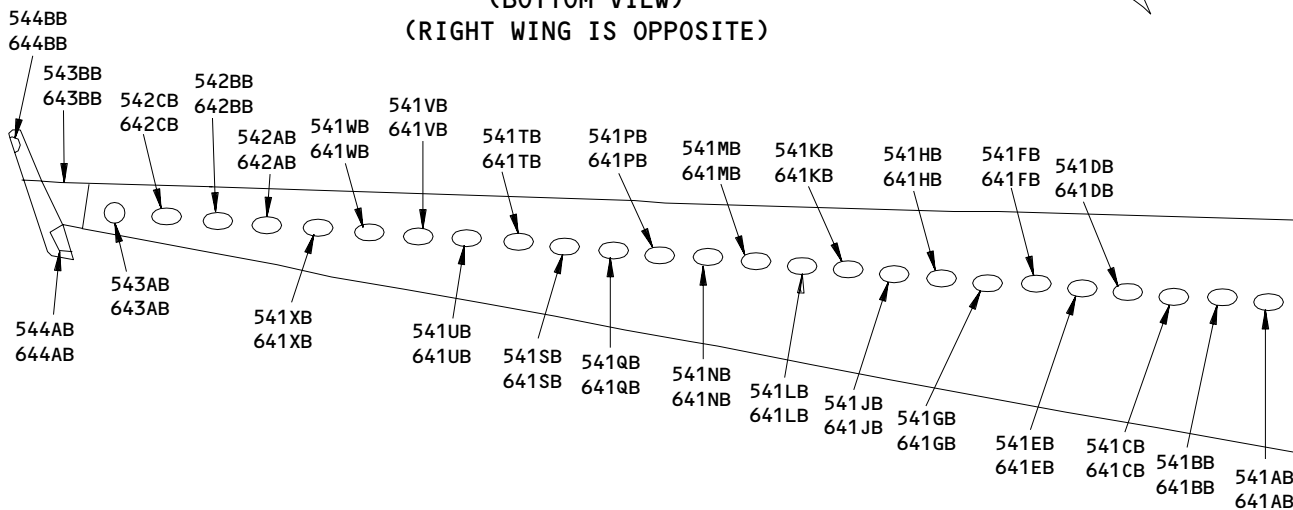 (BOTTOM VIEW)
(RIGHT WING IS OPPOSITE)
544BB
644BB
543BB
643BB
542CB
642CB
542BB
642BB
542AB
642AB
541WB
641WB
541VB
641VB
541TB
641TB
541PB
641PB
541MB
641MB
541KB
641KB
541HB
641HB
541FB
641FB
541DB
641DB
544AB
644AB
543AB
643AB
541XB
641XB
541UB
641UB
541SB
641SB
541QB
641QB
541NB
641NB
541LB
641LB
541JB
641JB
541GB
641GB
541EB
641EB
541CB
641CB
541BB
641BB
541AB
641AB